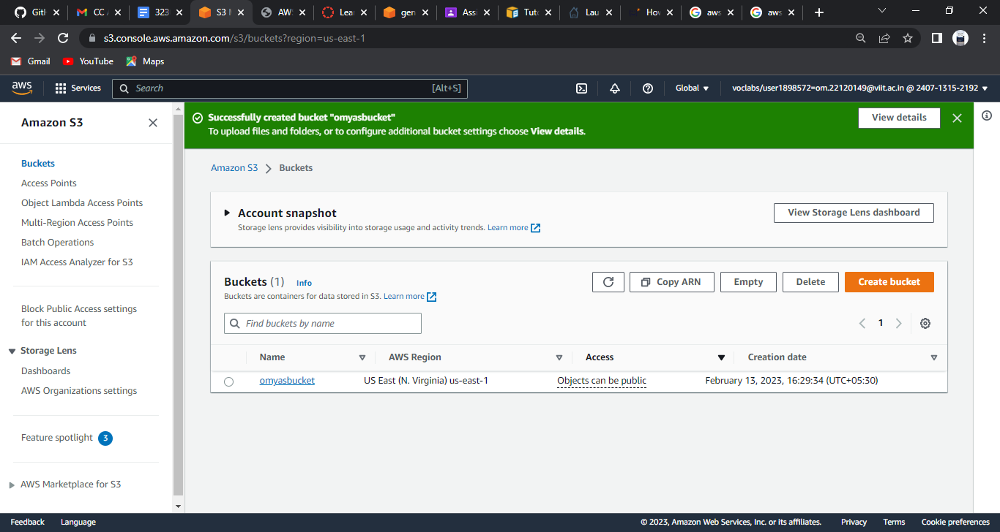 GitH
CC A
323
S3 M
AWS
Lear
gen
Assi
Tuto
Lau
How
aws
aws
s3.console.aws.amazon.com/s3/buckets?region=us-east-1
Gmail YouTube Maps
aws Services Search [Alt+S] Global voclabs/user1898572=om.22120149@viit.ac.in @ 2407-1315-2192
Amazon S3
Buckets
Access Points
Object Lambda Access Points
Multi-Region Access Points
Batch Operations
IAM Access Analyzer for S3
Block Public Access settings
for this account
Storage Lens
Dashboards
AWS Organizations settings
Feature spotlight 3
AWS Marketplace for S3
Successfully created bucket "omyasbucket"
To upload files and folders, or to configure additional bucket settings choose View details.
View details
Amazon S3 > Buckets
Account snapshot
Storage lens provides visibility into storage usage and activity trends. Learn more
View Storage Lens dashboard
Buckets (1) Info
Buckets are containers for data stored in S3. Learn more
Copy ARN Empty Delete Create bucket
Find buckets by name
1
Name AWS Region Access Creation date
omyasbucket US East (N. Virginia) us-east-1 Objects can be public February 13, 2023, 16:29:34 (UTC+05:30)
Feedback Language © 2023, Amazon Web Services, Inc. or its affiliates. Privacy Terms Cookie preferences